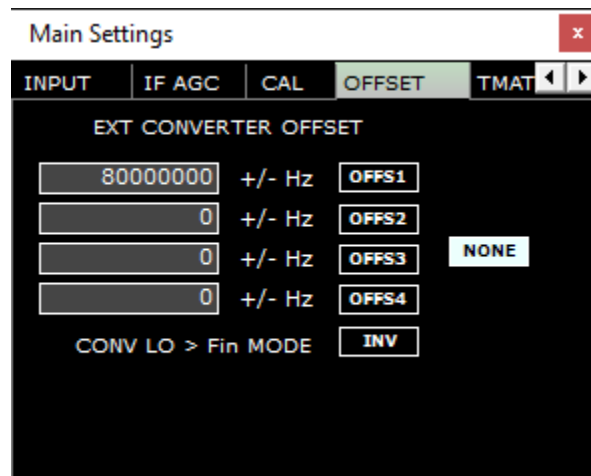 Main Settings x
INPUT IF AGC CAL OFFSET TMAT
EXT CONVERTER OFFSET
80000000 +/- Hz OFFS1
0 +/- Hz OFFS2
0 +/- Hz OFFS3 NONE
0 +/- Hz OFFS4
CONV LO > Fin MODE INV